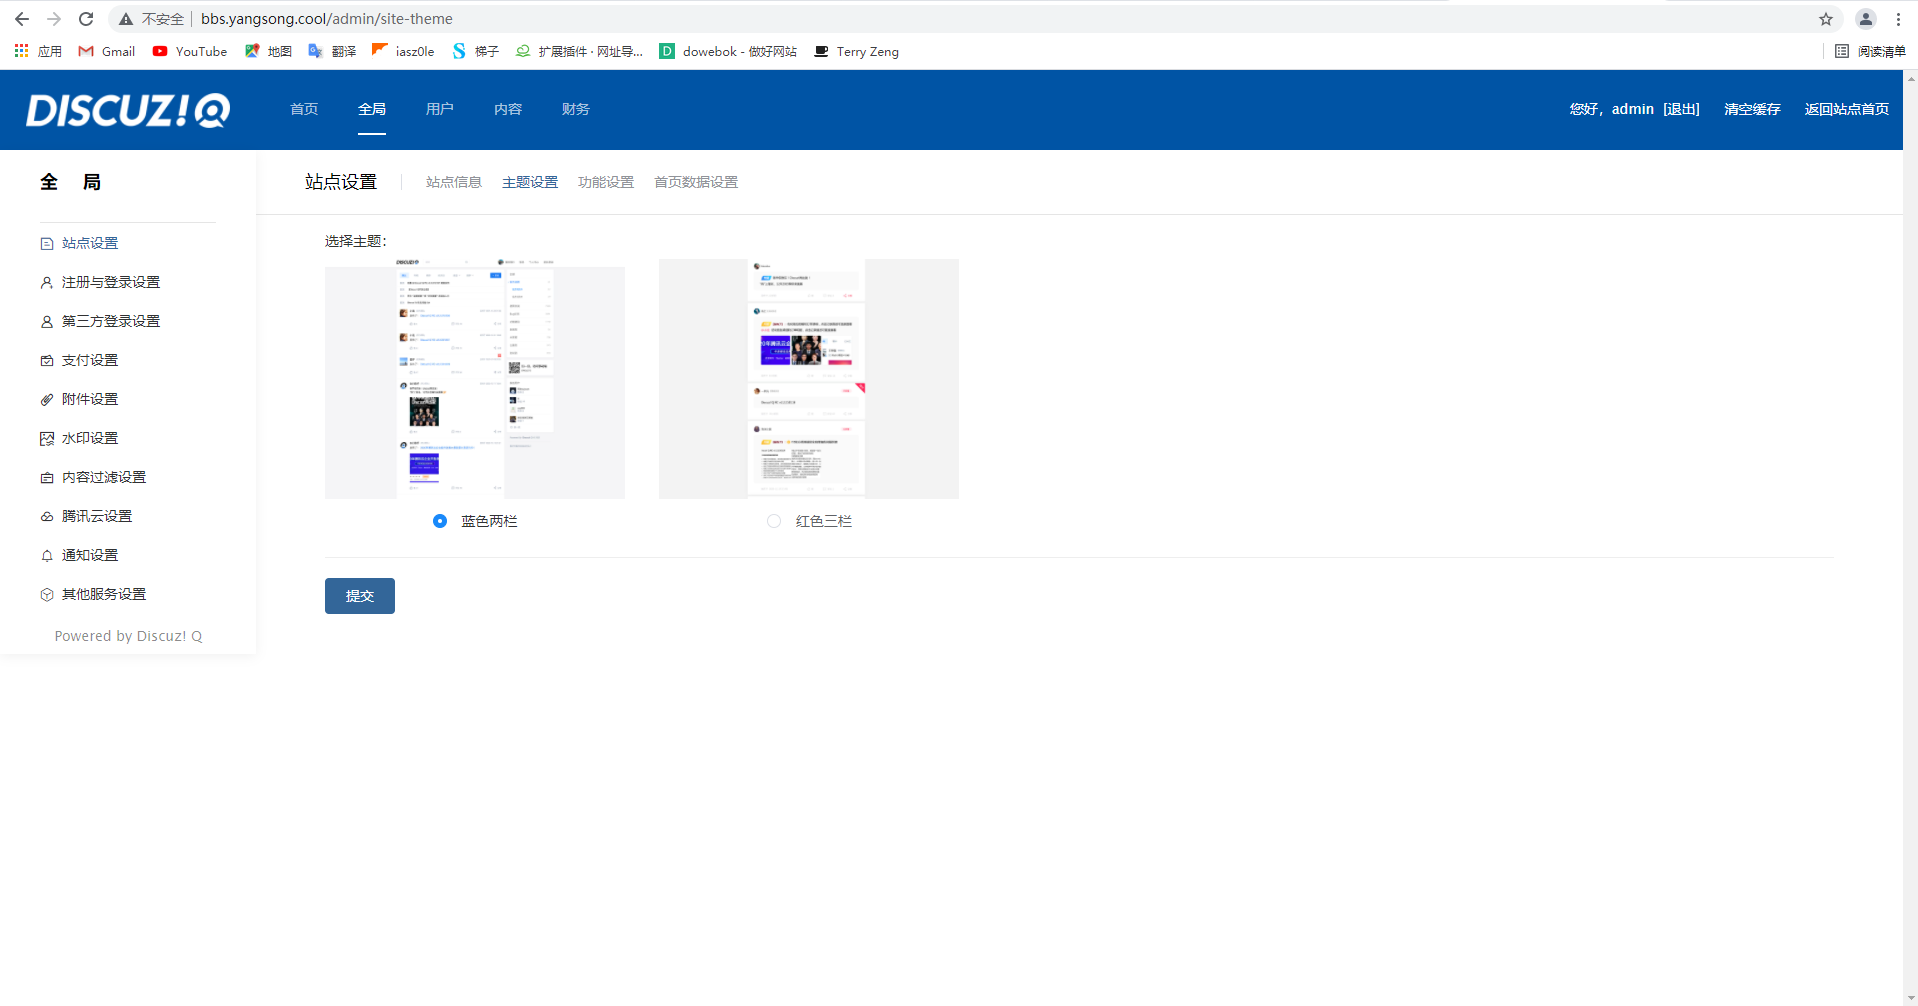 不安全 bbs.yangsong.cool/admin/site-theme
应用 Gmail YouTube 地图 翻译 iasz0le 梯子 扩展插件 · 网址导... dowebok - 做好网站 Terry Zeng 阅读清单
DISCUZ!Q 首页 全局 用户 内容 财务 您好，admin [退出] 清空缓存 返回站点首页
全 局
站点设置 站点信息 主题设置 功能设置 首页数据设置
站点设置
注册与登录设置
第三方登录设置
支付设置
附件设置
水印设置
内容过滤设置
腾讯云设置
通知设置
其他服务设置
Powered by Discuz! Q
选择主题：
DISCUZ!Q
蓝色两栏 红色三栏
提交